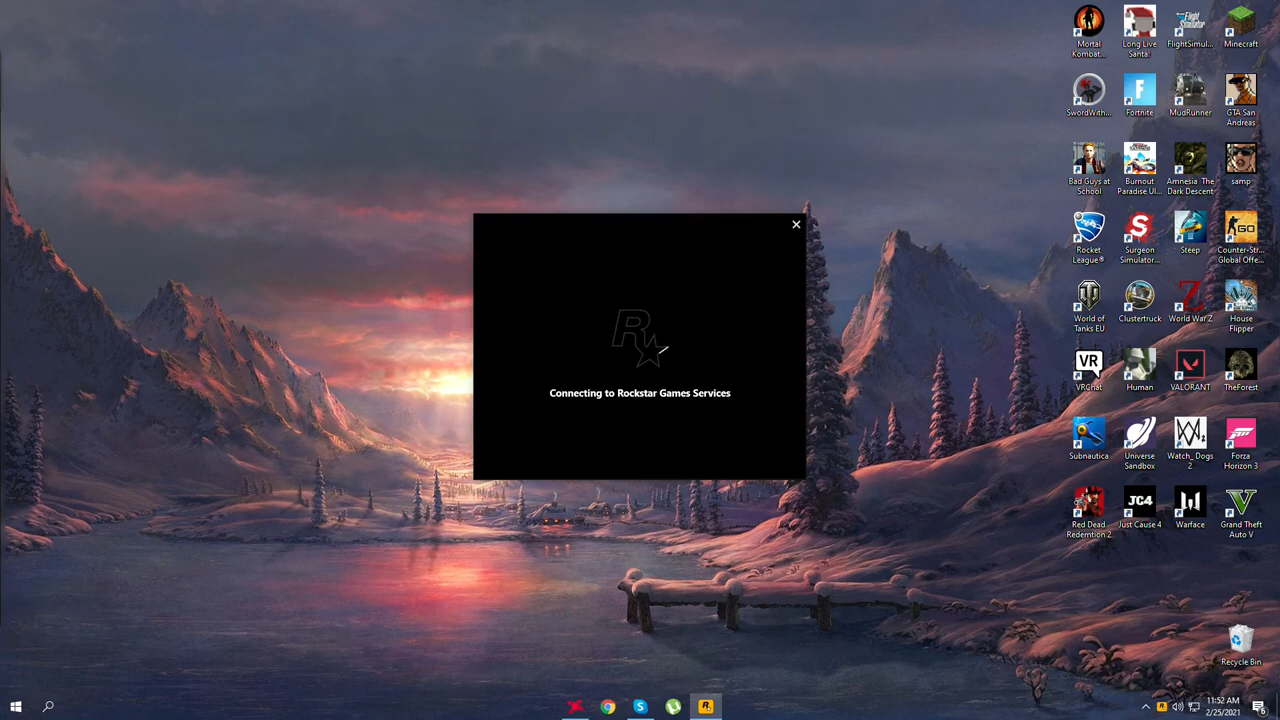 Mortal
Kombat...
Long Live
Santa!
FlightSimul...
Minecraft
SwordWith...
Fortnite
MudRunner
GTA San
Andreas
Bad Guys at
School
Burnout
Paradise Ul...
Amnesia The
Dark Descent
samp
Rocket
League®
Surgeon
Simulator...
Steep
Counter-Str...
Global Offe...
World of
Tanks EU
Clustertruck
World War Z
House
Flipper
VR
VRChat
Human
VALORANT
TheForest
Subnautica
Universe
Sandbox
Watch_Dogs
2
Forza
Horizon 3
Red Dead
Redemtion 2
JC4
Just Cause 4
Warface
Grand Theft
Auto V
Connecting to Rockstar Games Services
Recycle Bin
11:52 AM
2/25/2021
6